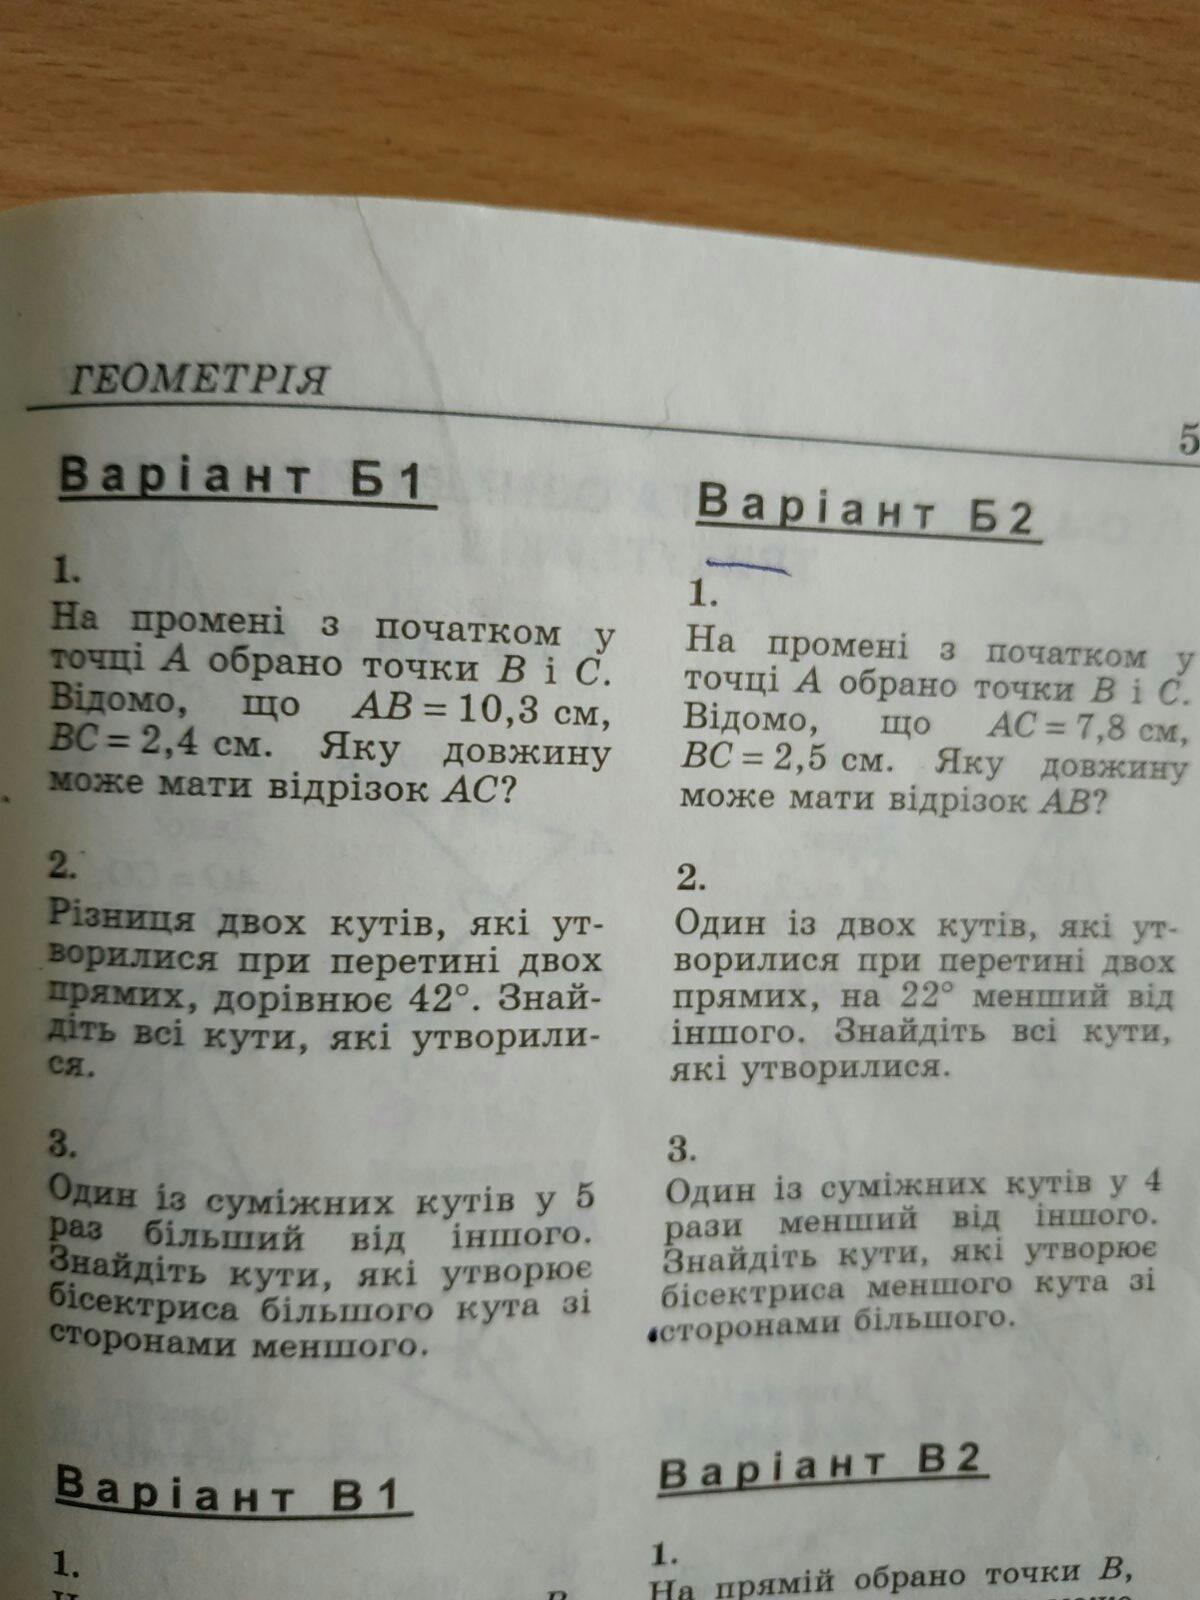 ГЕОМЕТРІЯ
5
Варіант Б1
1.
На промені з початком у
точці A обрано точки B і C.
Відомо, що AB = 10,3 см,
BC = 2,4 см. Яку довжину
може мати відрізок AC?
2.
Різниця двох кутів, які ут-
ворилися при перетині двох
прямих, дорівнює 42°. Знай-
діть всі кути, які утворили-
ся.
3.
Один із суміжних кутів у 5
раз більший від іншого.
Знайдіть кути, які утворює
бісектриса більшого кута зі
сторонами меншого.
Варіант В1
1.
Варіант Б2
1.
На промені з початком у
точці A обрано точки B і C.
Відомо, що AC = 7,8 см,
BC = 2,5 см. Яку довжину
може мати відрізок AB?
2.
Один із двох кутів, які ут-
ворилися при перетині двох
прямих, на 22° менший від
іншого. Знайдіть всі кути,
які утворилися.
3.
Один із суміжних кутів у 4
рази менший від іншого.
Знайдіть кути, які утворює
бісектриса меншого кута зі
сторонами більшого.
Варіант В2
1.
На прямій обрано точки B,